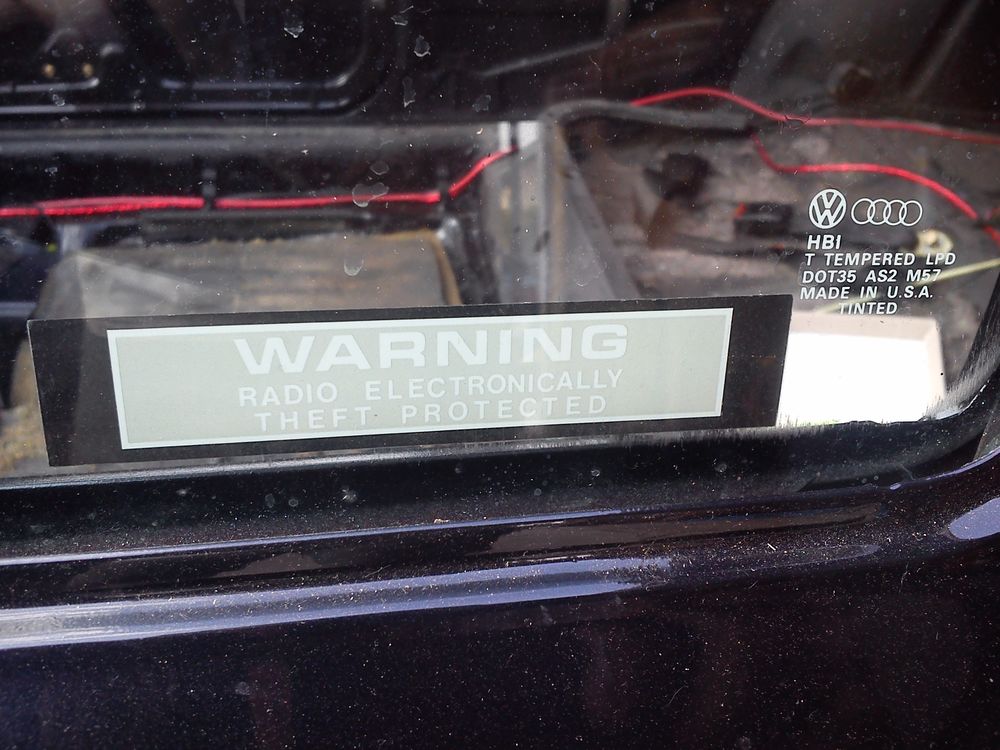 WARNING
RADIO ELECTRONICALLY
THEFT PROTECTED
HBI
T TEMPERED LPD
DOT35 AS2 M57
MADE IN U.S.A.
TINTED